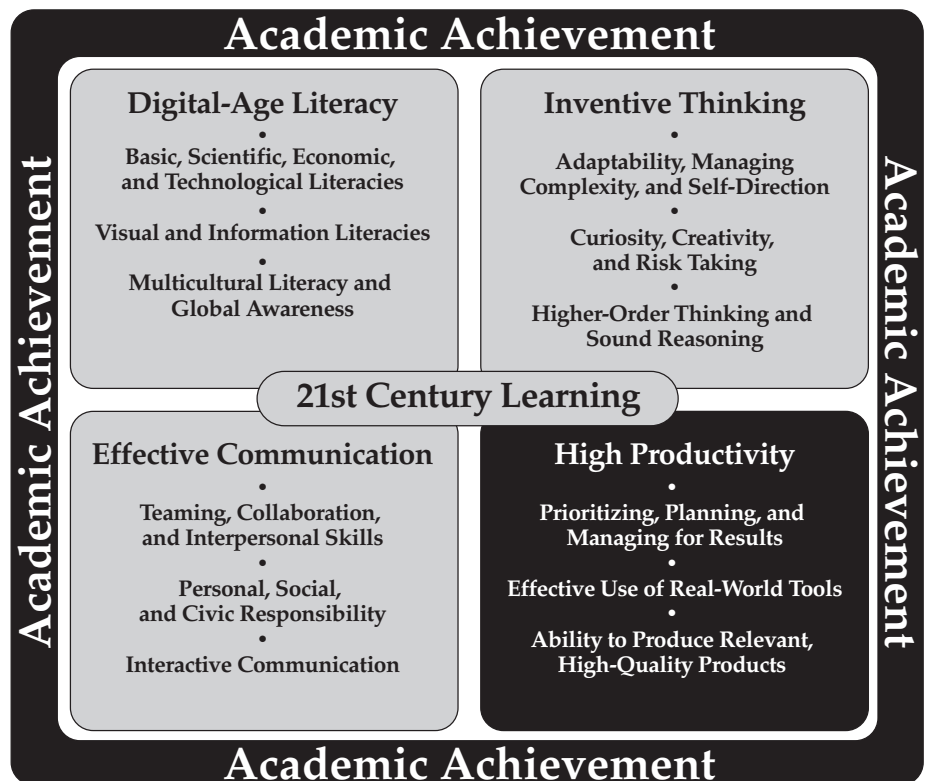 Academic Achievement
Academic Achievement
Digital-Age Literacy
•
Basic, Scientific, Economic,
and Technological Literacies
•
Visual and Information Literacies
•
Multicultural Literacy and
Global Awareness
Inventive Thinking
•
Adaptability, Managing
Complexity, and Self-Direction
•
Curiosity, Creativity,
and Risk Taking
•
Higher-Order Thinking and
Sound Reasoning
Academic Achievement
21st Century Learning
Effective Communication
•
Teaming, Collaboration,
and Interpersonal Skills
•
Personal, Social,
and Civic Responsibility
•
Interactive Communication
High Productivity
•
Prioritizing, Planning, and
Managing for Results
•
Effective Use of Real-World Tools
•
Ability to Produce Relevant,
High-Quality Products
Academic Achievement